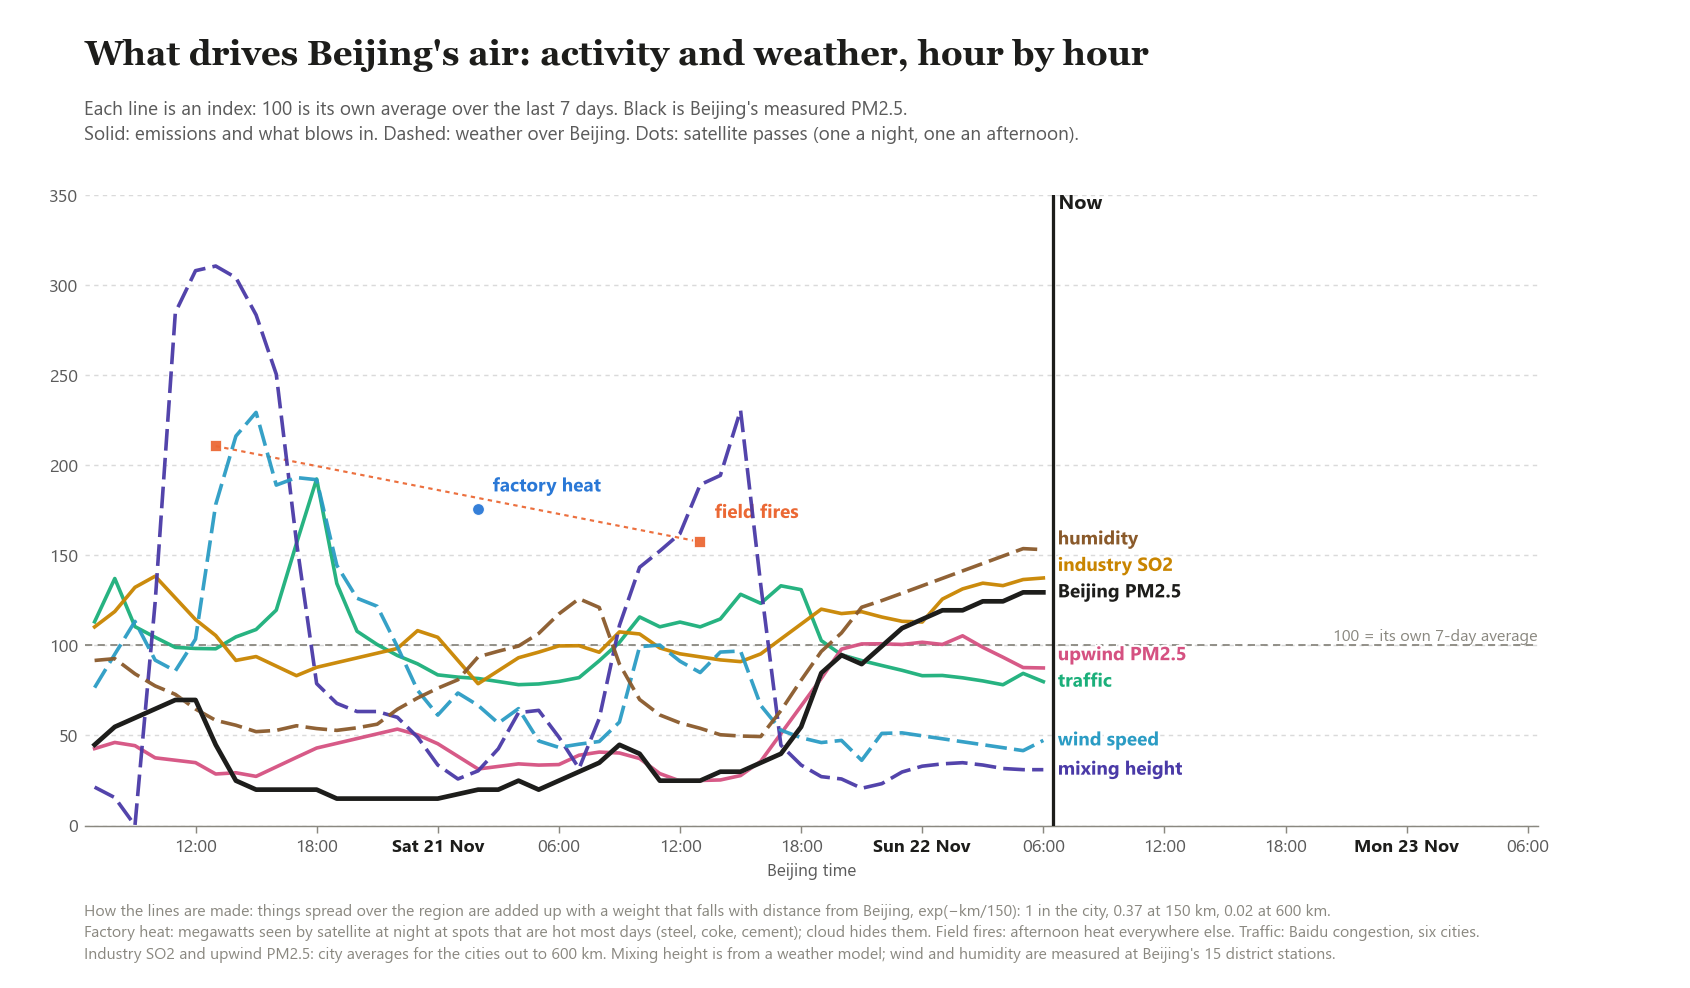 What drives Beijing's air: activity and weather, hour by hour
Each line is an index: 100 is its own average over the last 7 days. Black is Beijing's measured PM2.5.
Solid: emissions and what blows in. Dashed: weather over Beijing. Dots: satellite passes (one a night, one an afternoon).
350
Now
300
250
200
factory heat
field fires
150
humidity
industry SO2
Beijing PM2.5
100 = its own 7-day average
100
upwind PM2.5
traffic
50
wind speed
mixing height
0
12:00 18:00 Sat 21 Nov 06:00 12:00 18:00 Sun 22 Nov 06:00 12:00 18:00 Mon 23 Nov 06:00
Beijing time
How the lines are made: things spread over the region are added up with a weight that falls with distance from Beijing, exp(−km/150): 1 in the city, 0.37 at 150 km, 0.02 at 600 km.
Factory heat: megawatts seen by satellite at night at spots that are hot most days (steel, coke, cement); cloud hides them. Field fires: afternoon heat everywhere else. Traffic: Baidu congestion, six cities.
Industry SO2 and upwind PM2.5: city averages for the cities out to 600 km. Mixing height is from a weather model; wind and humidity are measured at Beijing's 15 district stations.